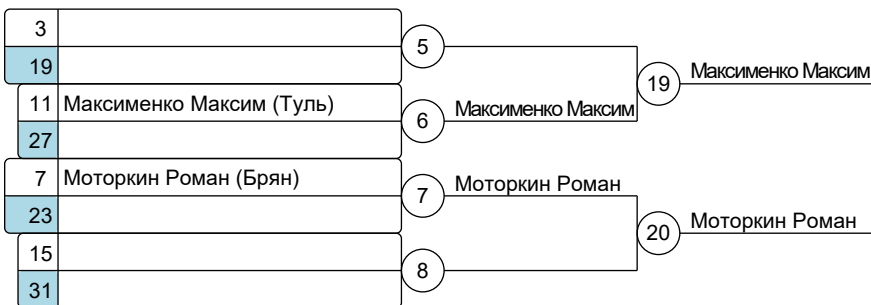 3
5
19
19 Максименко Максим
11 Максименко Максим (Туль)
6 Максименко Максим
27
7 Моторкин Роман (Брян)
7 Моторкин Роман
23
20 Моторкин Роман
15
8
31